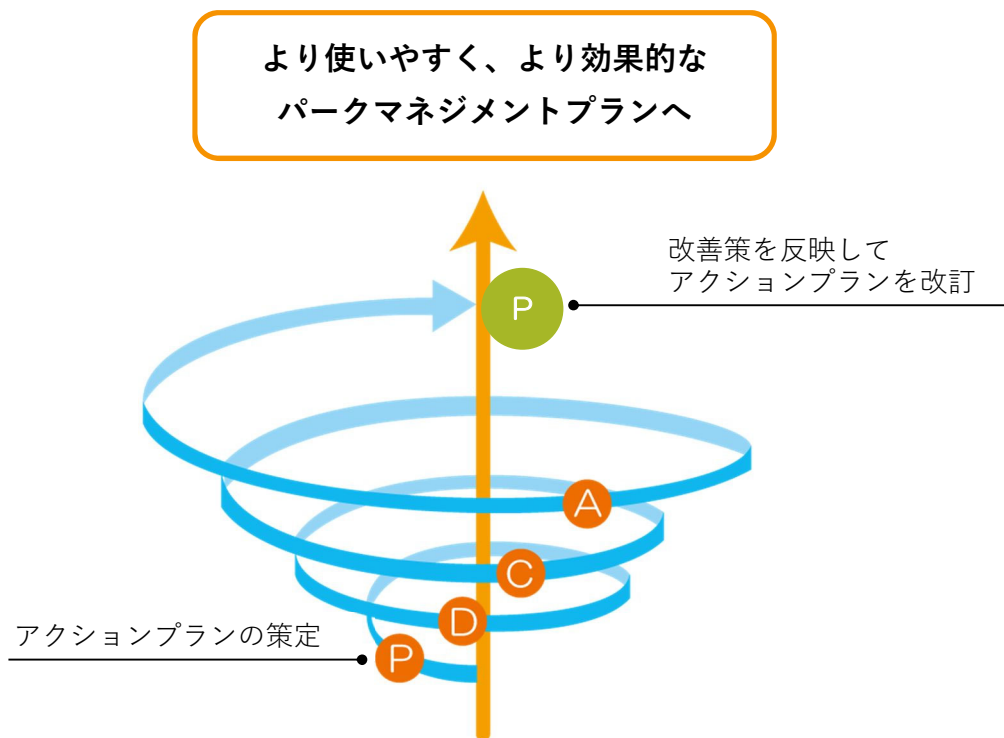 より使いやすく、より効果的な
パークマネジメントプランへ
改善策を反映して
アクションプランを改訂
P
A
C
D
アクションプランの策定
P